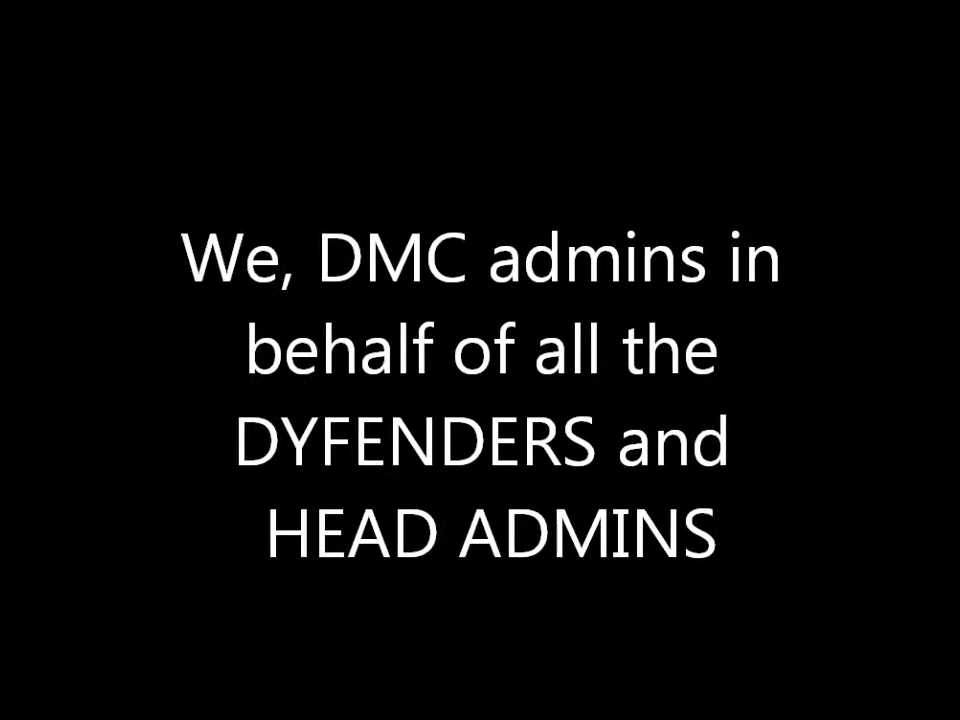 We, DMC admins in
behalf of all the
DYFENDERS and
HEAD ADMINS